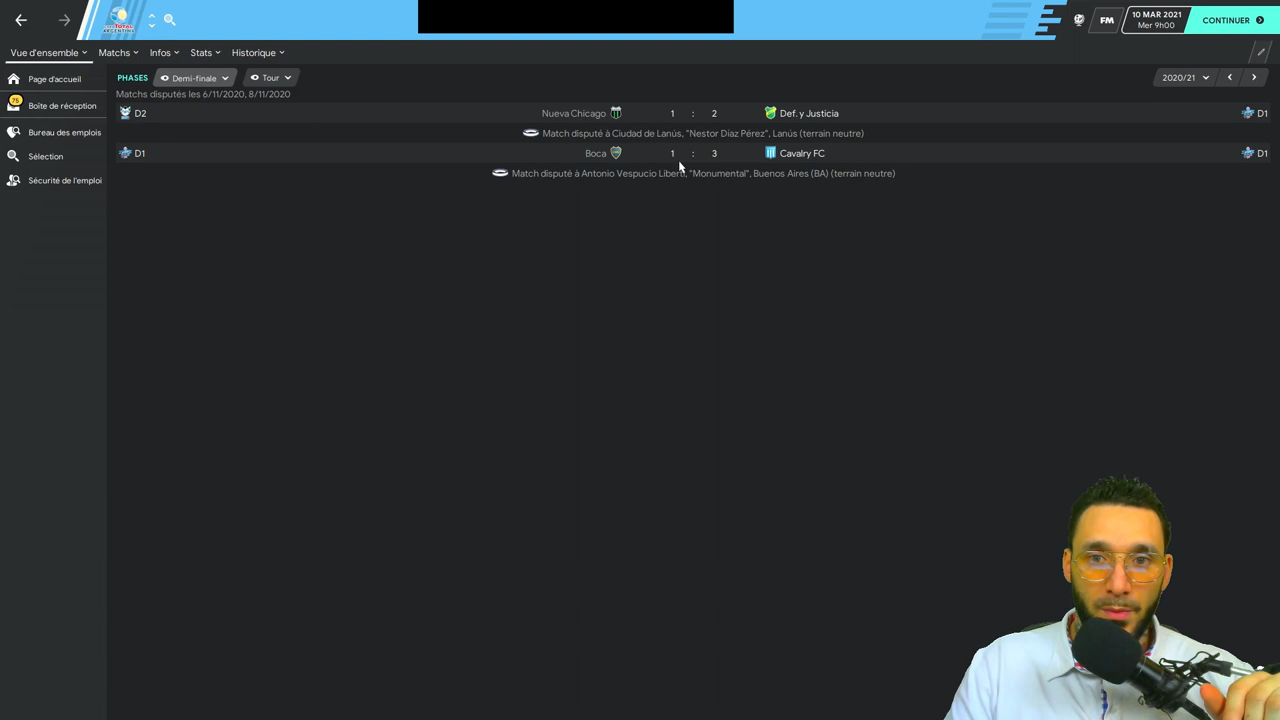 TOTAL
ARGENTINA
FM
10 MAR 2021
Mer 9h00
CONTINUER
Vue d'ensemble
Matchs
Infos
Stats
Historique
Page d'accueil
PHASES
Demi-finale
Tour
2020/21
Matchs disputés les 6/11/2020, 8/11/2020
75
Boîte de réception
D2
Nueva Chicago
1 : 2
Def. y Justicia
D1
Bureau des emplois
Match disputé à Ciudad de Lanús, "Nestor Díaz Pérez", Lanús (terrain neutre)
Sélection
D1
Boca
1 : 3
Cavalry FC
D1
Sécurité de l'emploi
Match disputé à Antonio Vespucio Liberti, "Monumental", Buenos Aires (BA) (terrain neutre)